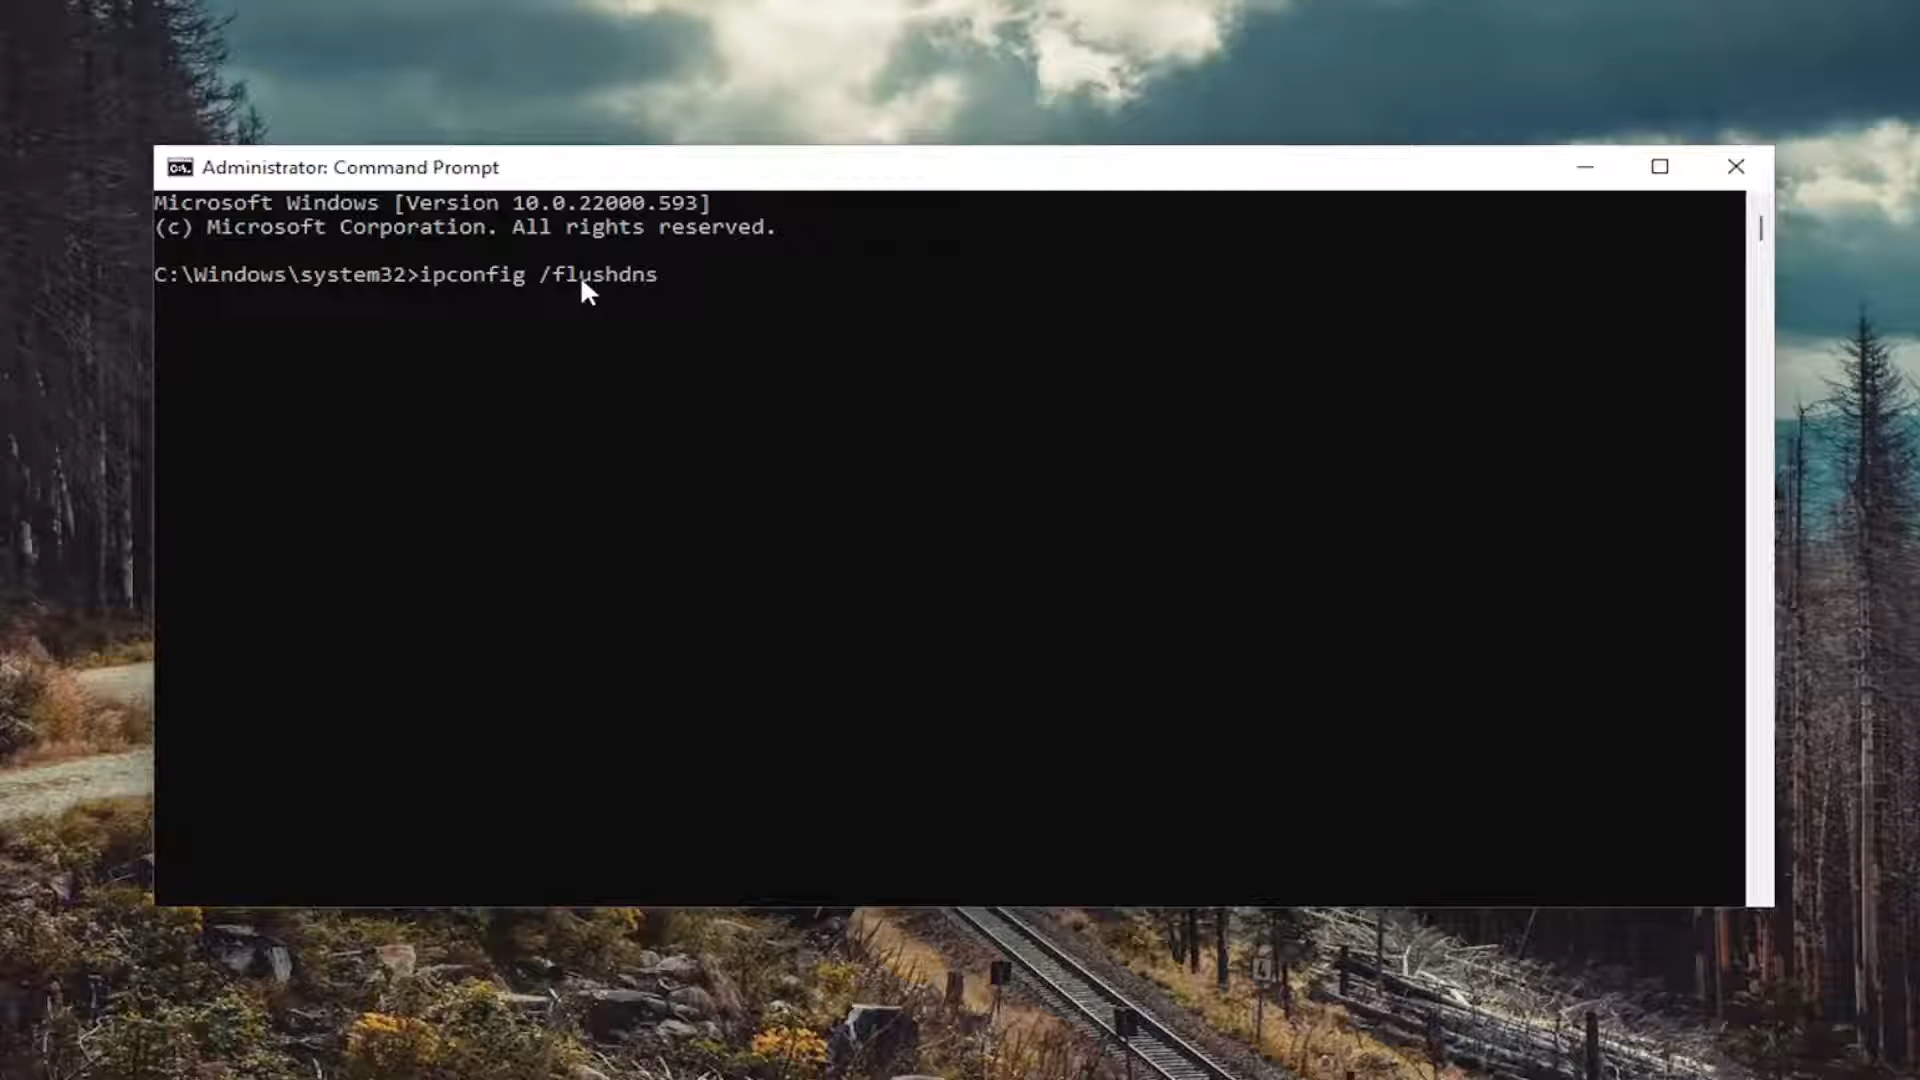 Administrator: Command Prompt
Microsoft Windows [Version 10.0.22000.593]
(c) Microsoft Corporation. All rights reserved.
C:\Windows\system32>ipconfig /flushdns